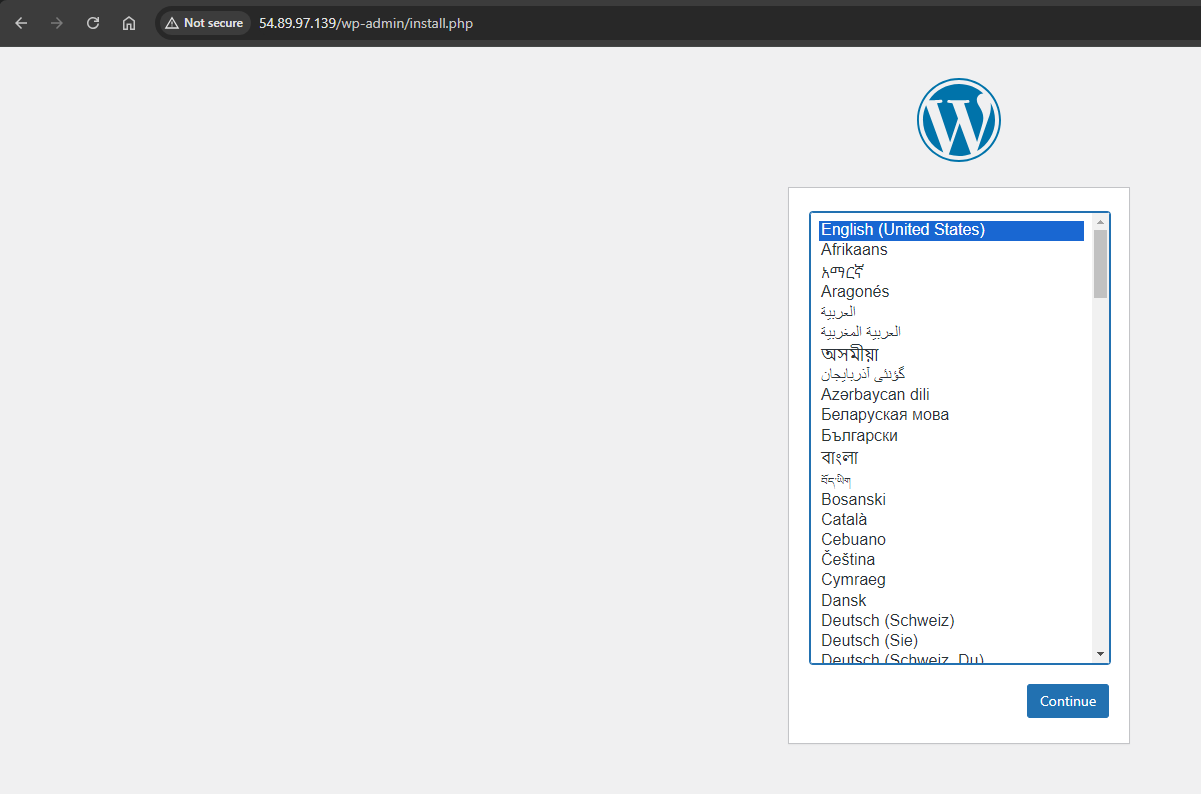 Not secure 54.89.97.139/wp-admin/install.php
English (United States)
Afrikaans
አማርኛ
Aragonés
العربية
العربية المغربية
অসমীয়া
گؤنئی آذربایجان
Azərbaycan dili
Беларуская мова
Български
বাংলা
བོད་ཡིག
Bosanski
Català
Cebuano
Čeština
Cymraeg
Dansk
Deutsch (Schweiz)
Deutsch (Sie)
Deutsch (Schweiz, Du)
Continue